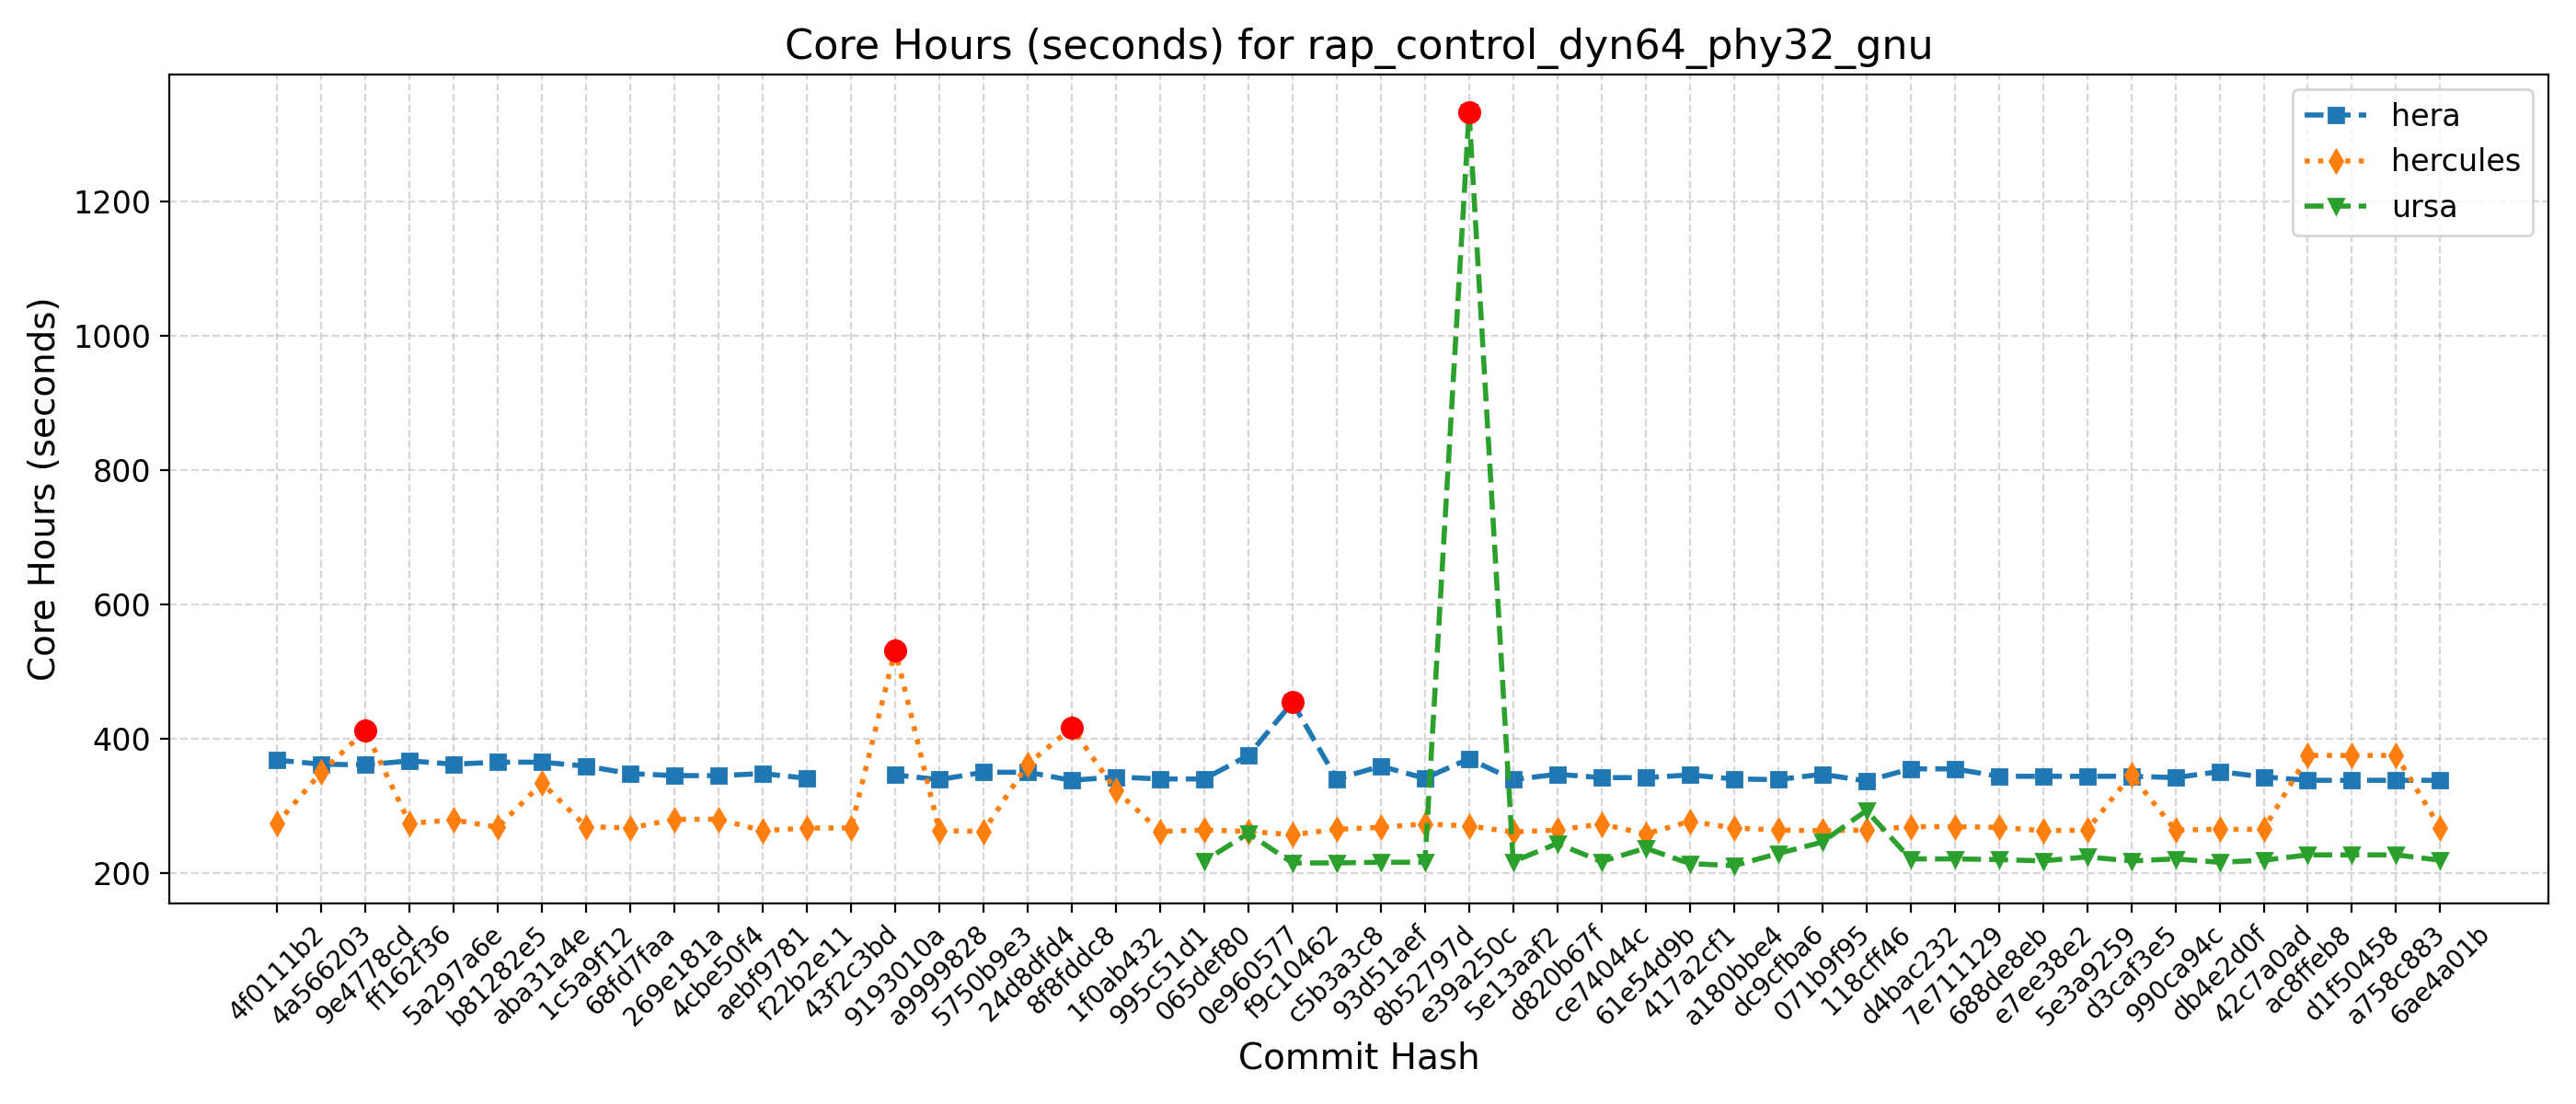 Core Hours (seconds) for rap_control_dyn64_phy32_gnu
hera
hercules
ursa
Core Hours (seconds)
1200
1000
800
600
400
200
4f0111b2
4a566203
9e4778cd
ff162f36
5a297a6e
b81282e5
aba31a4e
1c5a9f12
68fd7faa
269e181a
4cbe50f4
aebf9781
f22b2e11
43f2c3bd
9193010a
a9999828
5750b9e3
24d8dfd4
8f8fddc8
1f0ab432
995c51d1
065def80
0e960577
f9c10462
c5b3a3c8
93d51aef
8b52797d
e39a250c
5e13aaf2
d820b67f
ce74044c
61e54d9b
417a2cf1
a180bbe4
dc9cfba6
071b9f95
118cff46
d4bac232
7e711129
688de8eb
e7ee38e2
5e3a9259
d3caf3e5
990ca94c
db4e2d0f
42c7a0ad
ac8ffeb8
d1f50458
a758c883
6ae4a01b
Commit Hash